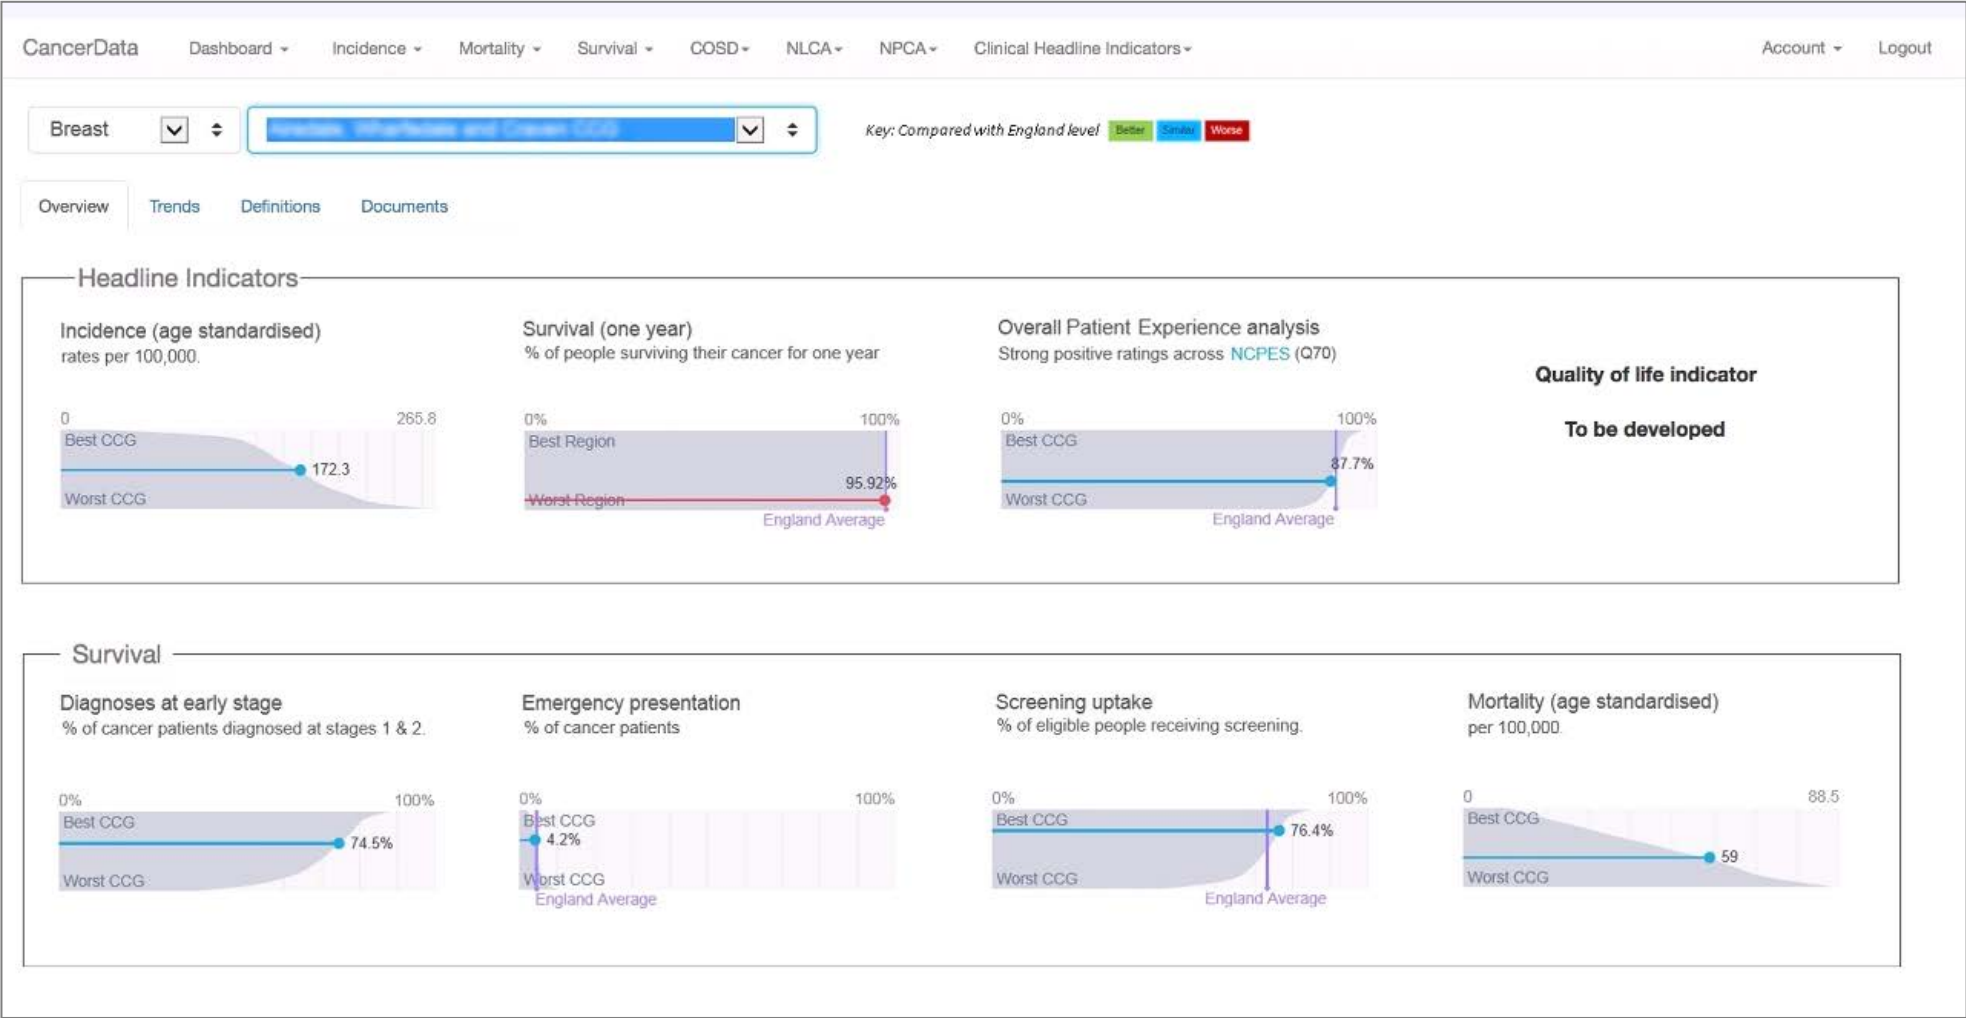 CancerData Dashboard Incidence Mortality Survival COSD NLCA NPCA Clinical Headline Indicators Account Logout
Breast Airedale, Wharfedale and Craven CCG Key: Compared with England level Better Similar Worse
Overview Trends Definitions Documents
Headline Indicators
Incidence (age standardised)
rates per 100,000.
0 265.8
Best CCG
172.3
Worst CCG
Survival (one year)
% of people surviving their cancer for one year
0% 100%
Best Region
95.92%
Worst Region
England Average
Overall Patient Experience analysis
Strong positive ratings across NCPES (Q70)
0% 100%
Best CCG
87.7%
Worst CCG
England Average
Quality of life indicator
To be developed
Survival
Diagnoses at early stage
% of cancer patients diagnosed at stages 1 & 2.
0% 100%
Best CCG
74.5%
Worst CCG
Emergency presentation
% of cancer patients
0% 100%
Best CCG
4.2%
Worst CCG
England Average
Screening uptake
% of eligible people receiving screening.
0% 100%
Best CCG
76.4%
Worst CCG
England Average
Mortality (age standardised)
per 100,000.
0 88.5
Best CCG
59
Worst CCG